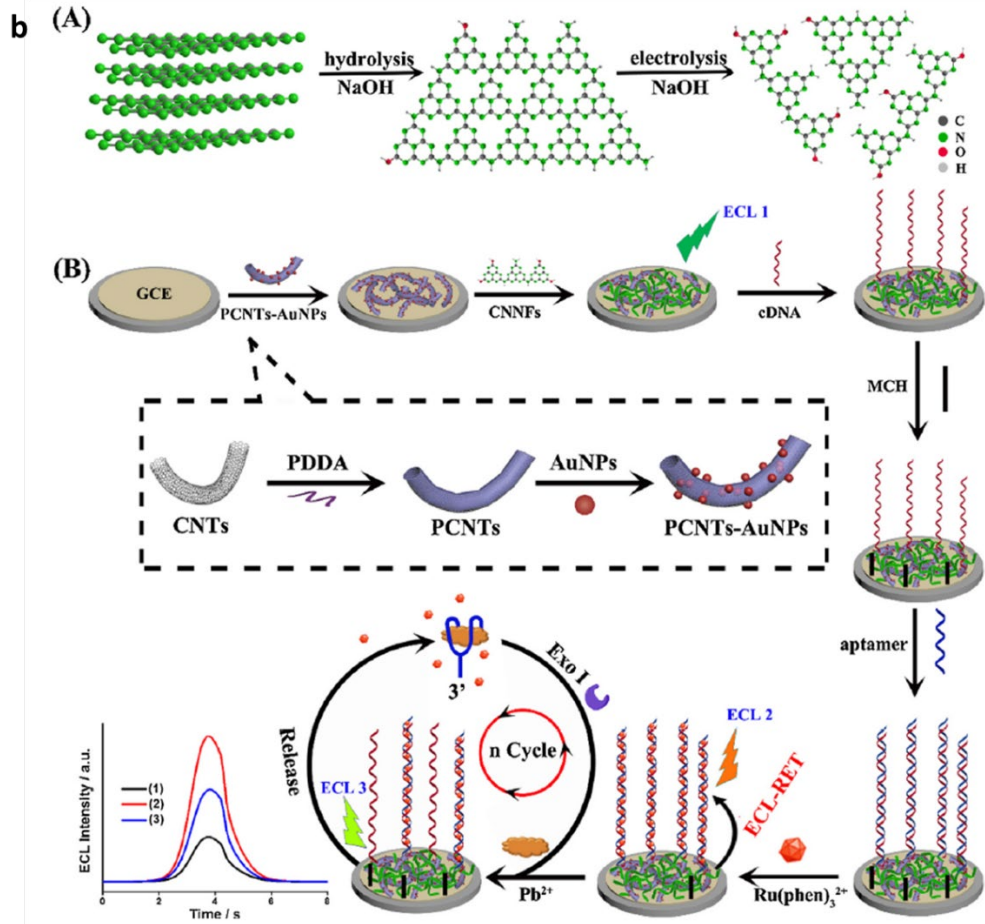 b
(A)
hydrolysis
NaOH
electrolysis
NaOH
C
N
O
H
(B)
ECL 1
GCE
PCNTs-AuNPs
CNNFs
cDNA
MCH
CNTs
PDDA
PCNTs
AuNPs
PCNTs-AuNPs
aptamer
3'
Exo I
Release
n Cycle
ECL 3
ECL 2
ECL-RET
Pb2+
Ru(phen)32+
ECL Intensity / a.u.
(1)
(2)
(3)
0 2 4 6 8
Time / s